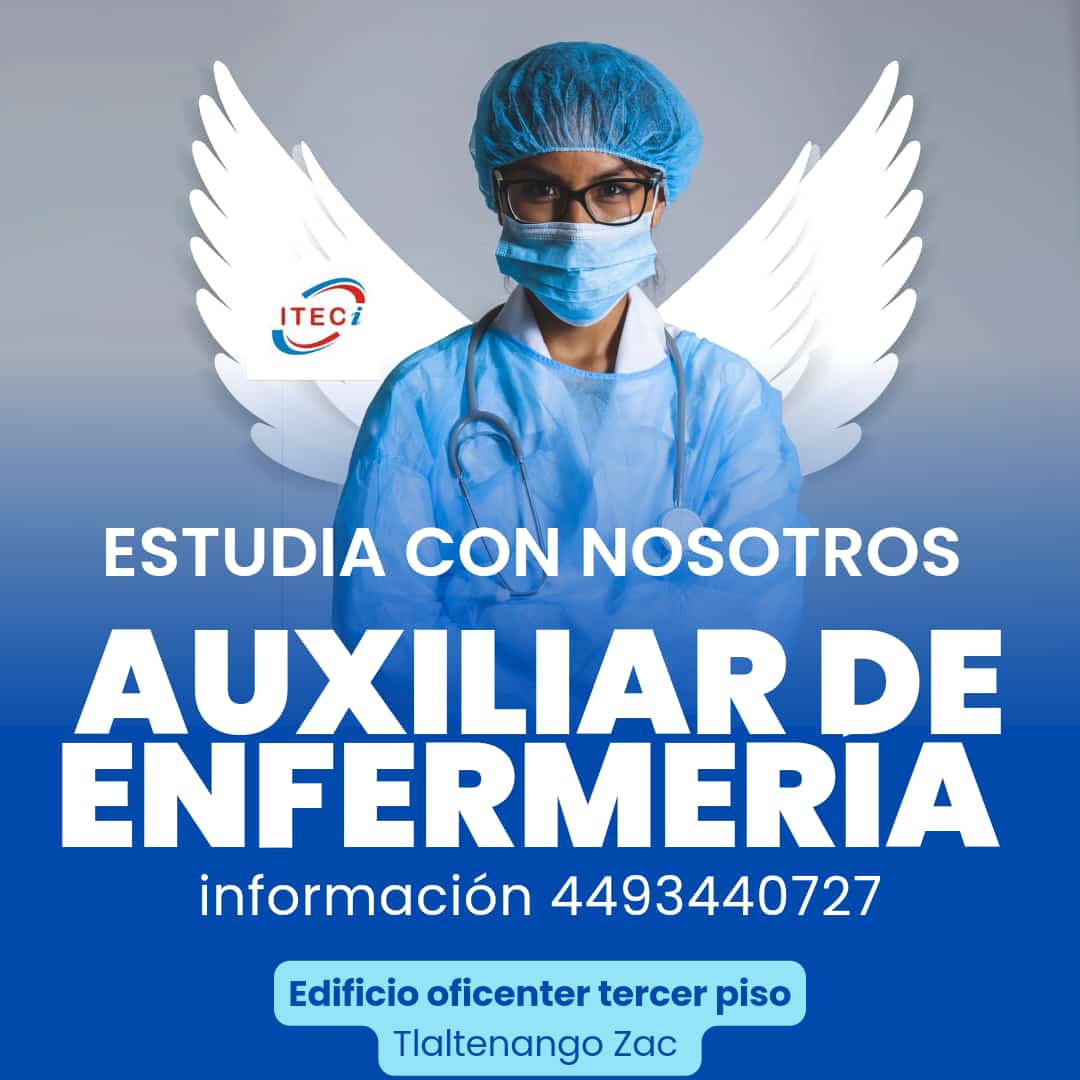 ITECi
ESTUDIA CON NOSOTROS
AUXILIAR DE
ENFERMERÍA
información 4493440727
Edificio oficenter tercer piso
Tlaltenango Zac